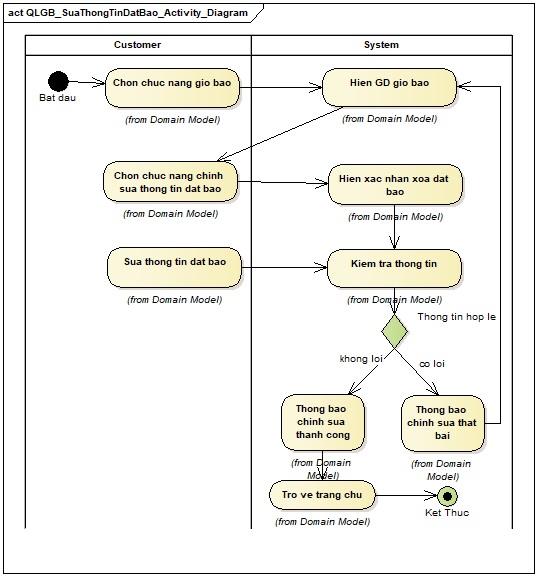 act QLGB_SuaThongTinDatBao_Activity_Diagram
Customer
System
Bat dau
Chon chuc nang gio bao
(from Domain Model)
Hien GD gio bao
(from Domain Model)
Chon chuc nang chinh
sua thong tin dat bao
(from Domain Model)
Hien xac nhan xoa dat
bao
(from Domain Model)
Sua thong tin dat bao
(from Domain Model)
Kiem tra thong tin
(from Domain Model)
Thong tin hop le
khong loi
co loi
Thong bao
chinh sua
thanh cong
(from Domain
Model)
Thong bao
chinh sua that
bai
(from Domain
Model)
Tro ve trang chu
(from Domain Model)
Ket Thuc